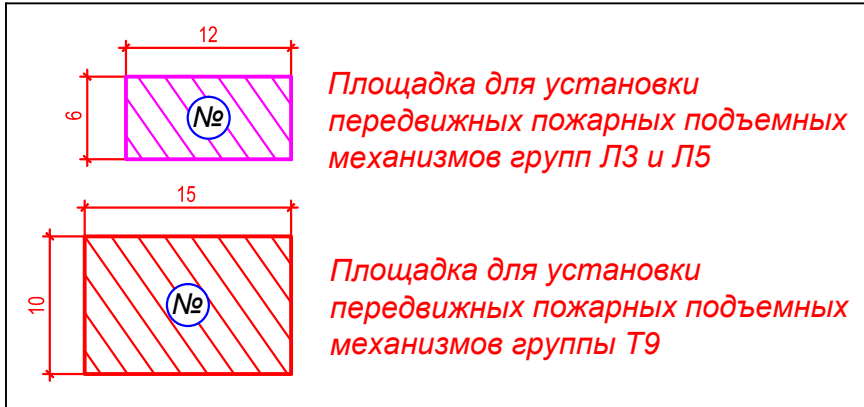 12
6
№
Площадка для установки
передвижных пожарных подъемных
механизмов групп Л3 и Л5
15
10
№
Площадка для установки
передвижных пожарных подъемных
механизмов группы Т9